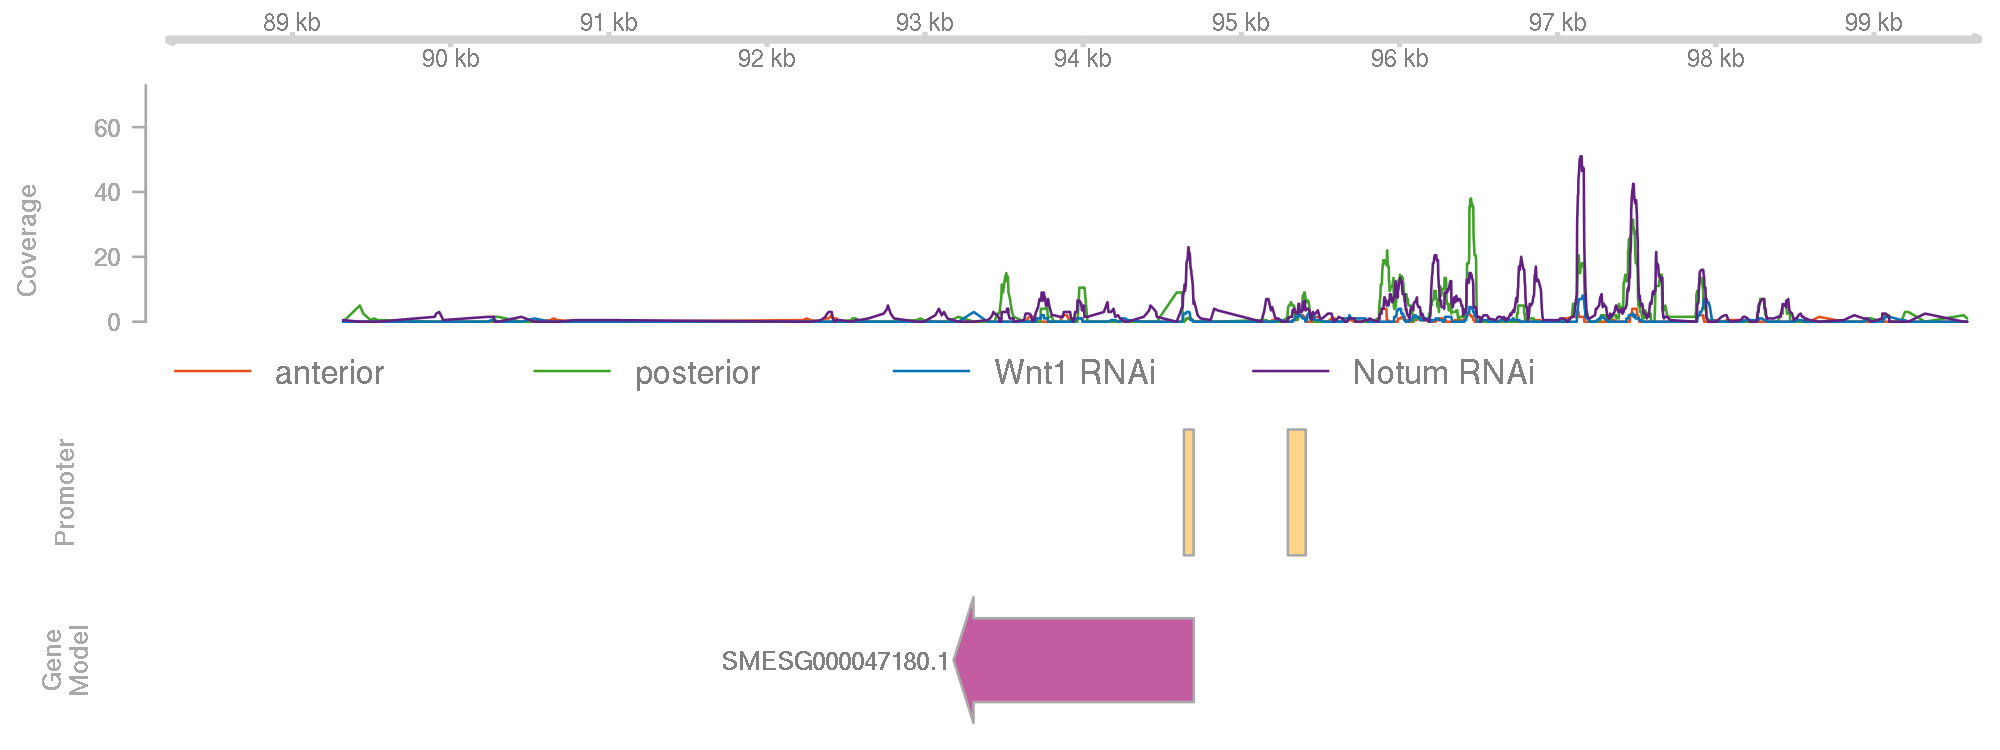 89 kb 91 kb 93 kb 95 kb 97 kb 99 kb
90 kb 92 kb 94 kb 96 kb 98 kb
Coverage
60
40
20
0
anterior posterior Wnt1 RNAi Notum RNAi
Promoter
Gene
Model
SMESG000047180.1